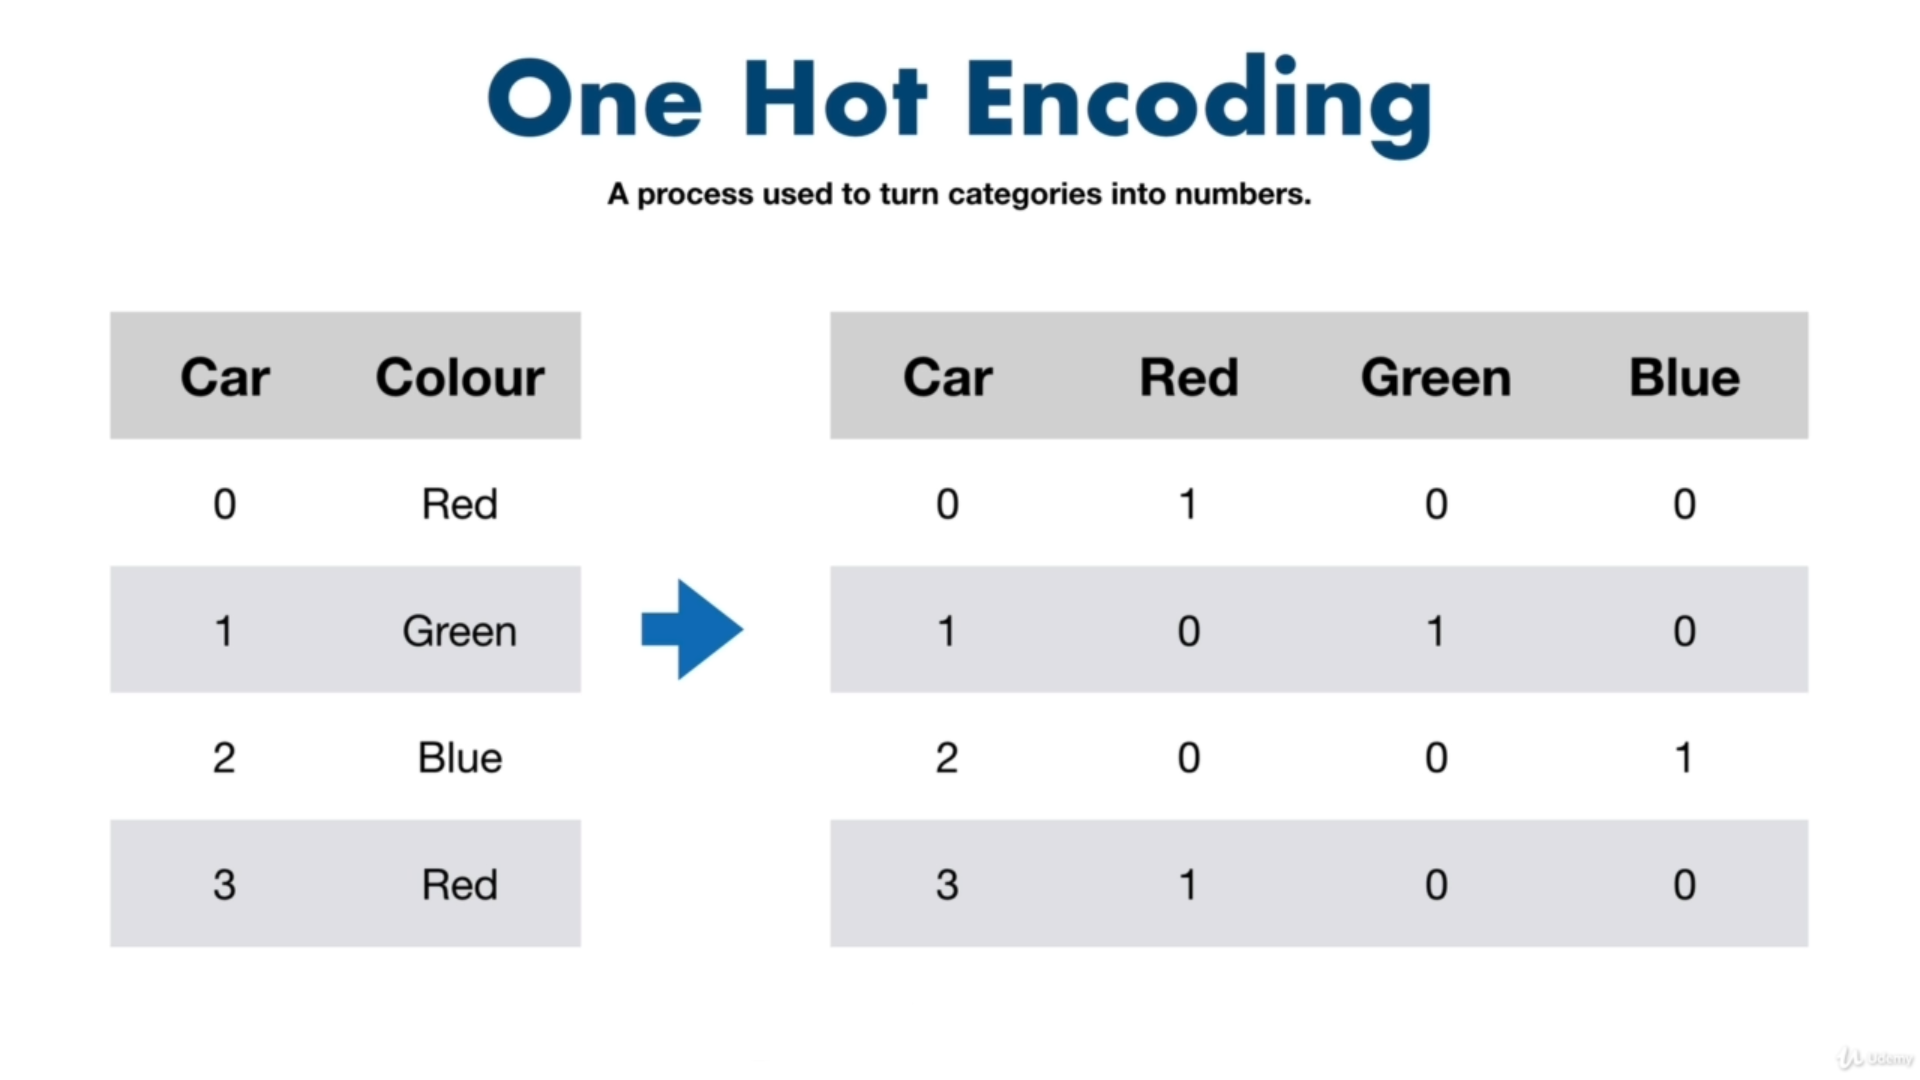 One Hot Encoding
A process used to turn categories into numbers.
Car Colour
0 Red
1 Green
2 Blue
3 Red
Car Red Green Blue
0 1 0 0
1 0 1 0
2 0 0 1
3 1 0 0
Udemy